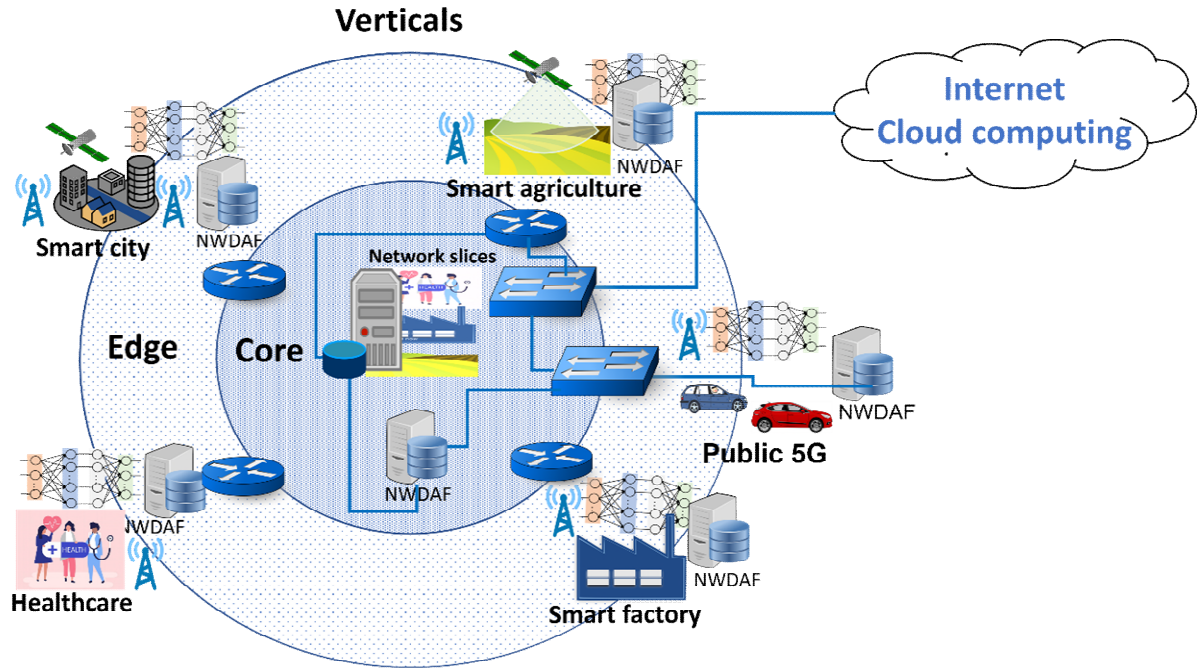 Verticals
Internet
Cloud computing
NWDAF
Smart agriculture
NWDAF
Smart city
Network slices
HEALTH
Edge
Core
NWDAF
Public 5G
NWDAF
NWDAF
HEALTH
Healthcare
NWDAF
Smart factory